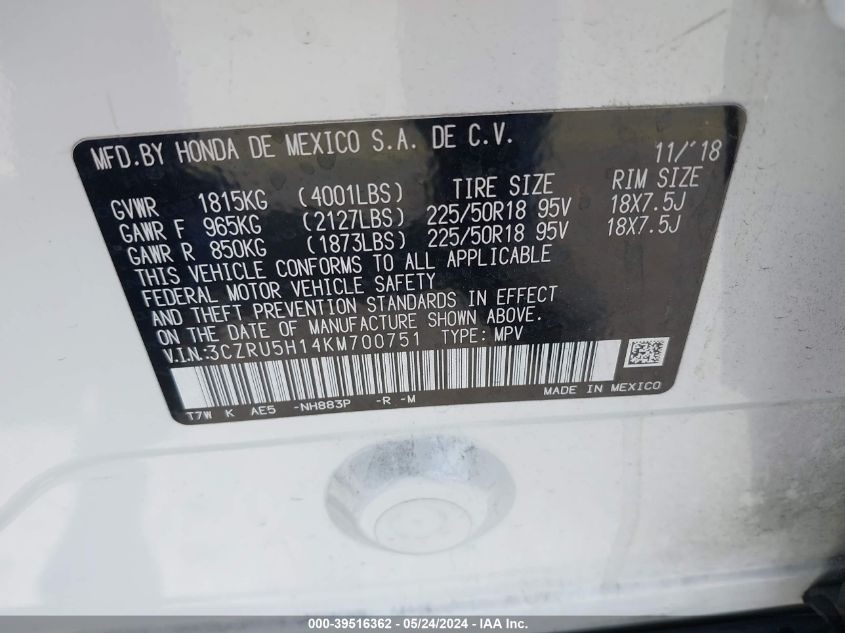 MFD.BY HONDA DE MEXICO S.A. DE C.V. 11/'18
GVWR 1815KG (4001LBS) TIRE SIZE RIM SIZE
GAWR F 965KG (2127LBS) 225/50R18 95V 18X7.5J
GAWR R 850KG (1873LBS) 225/50R18 95V 18X7.5J
THIS VEHICLE CONFORMS TO ALL APPLICABLE
FEDERAL MOTOR VEHICLE SAFETY
AND THEFT PREVENTION STANDARDS IN EFFECT
ON THE DATE OF MANUFACTURE SHOWN ABOVE.
V.I.N:3CZRU5H14KM700751 TYPE: MPV
T7W K AE5 -NH883P -R -M MADE IN MEXICO
000-39516362 - 05/24/2024 - IAA Inc.